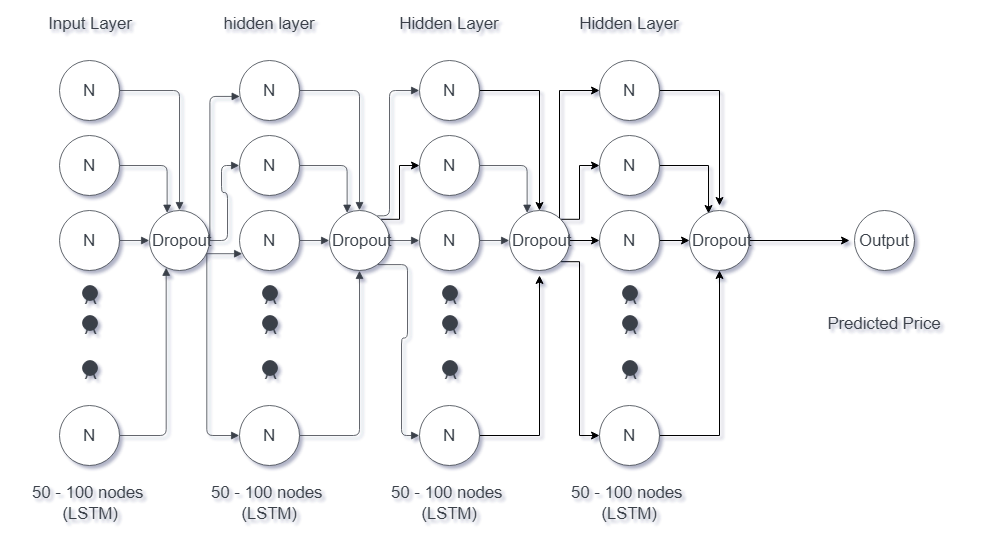 Input Layer
hidden layer
Hidden Layer
Hidden Layer
N
N
N
N
N
N
N
N
N
Dropout
N
Dropout
N
Dropout
N
Dropout
Output
Predicted Price
N
N
N
N
50 - 100 nodes
(LSTM)
50 - 100 nodes
(LSTM)
50 - 100 nodes
(LSTM)
50 - 100 nodes
(LSTM)